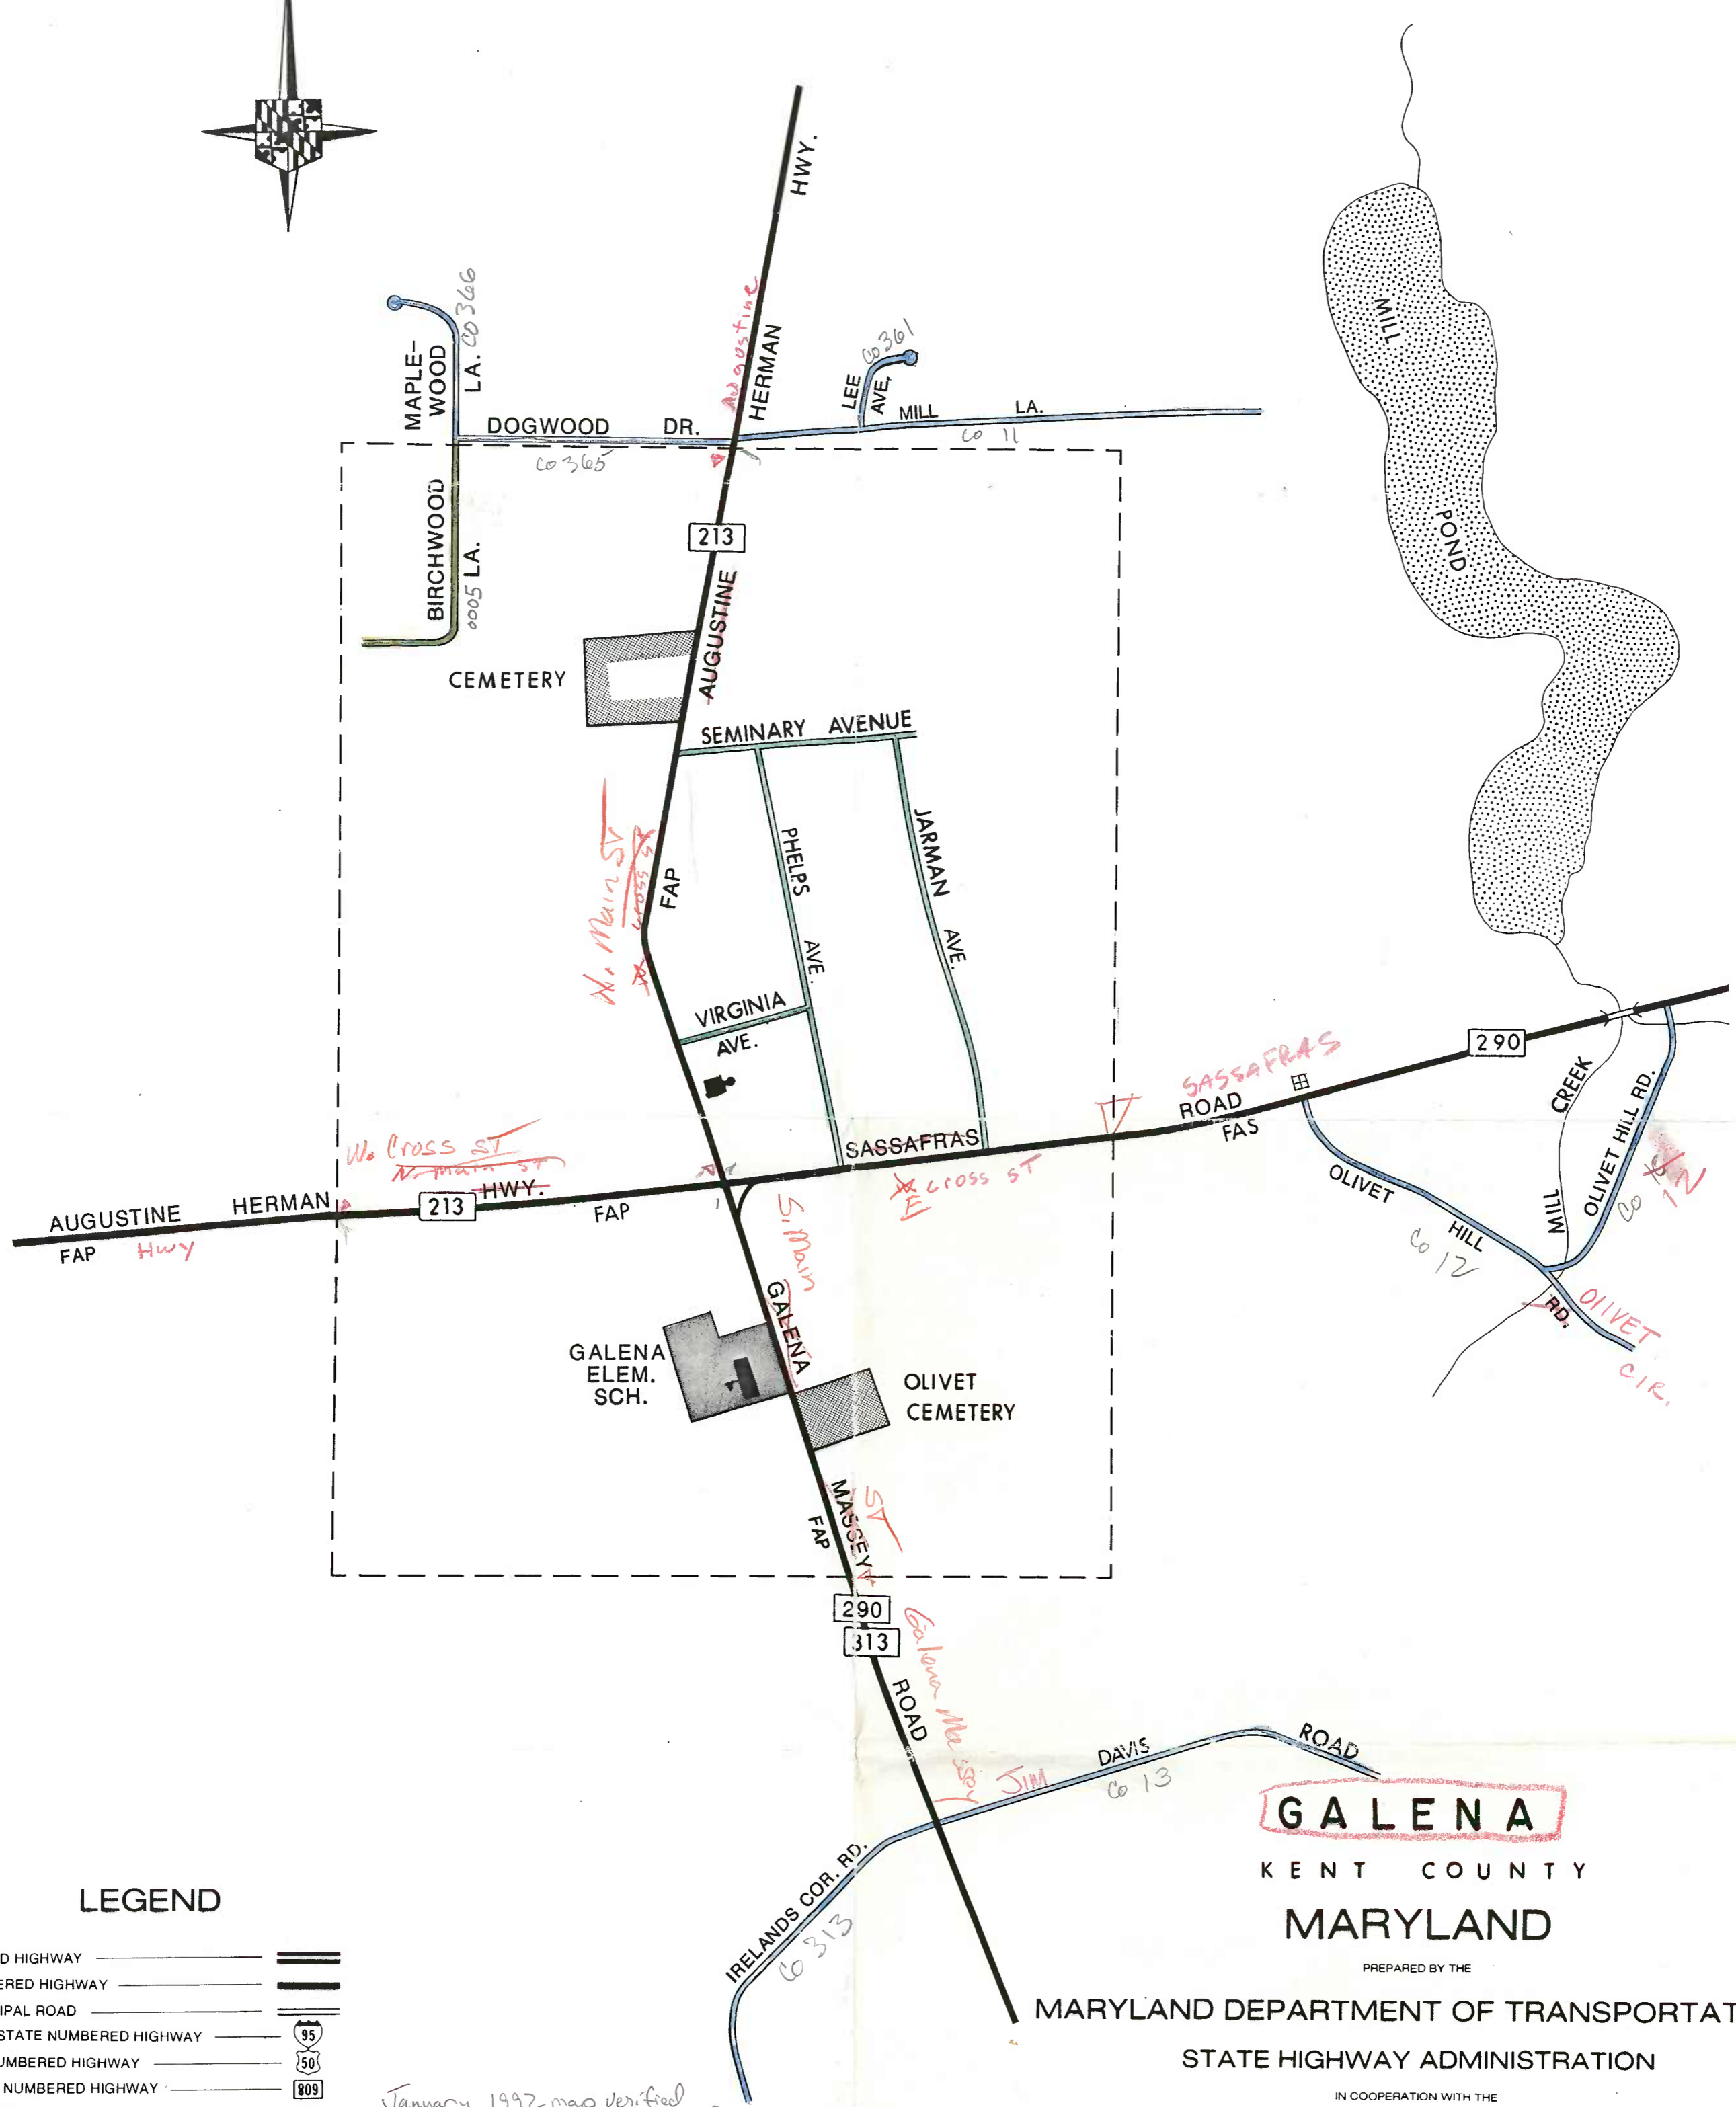 HWY.
Augustine
HERMAN
MAPLE-
WOOD
LA.
CO 366
LEE
AVE.
CO 361
MILL LA.
CO 11
DOGWOOD DR.
CO 365
BIRCHWOOD
LA.
0005
213
AUGUSTINE
CEMETERY
SEMINARY AVENUE
N. Main ST
Cross ST
FAP
PHELPS
AVE.
JARMAN
AVE.
VIRGINIA
AVE.
MILL
POND
290
SASSAFRAS
ROAD
FAS
CREEK
MILL
OLIVET HILL RD.
CO
12
OLIVET
HILL
RD.
CO 12
OLIVET
CIR.
W. Cross ST
N. Main ST
AUGUSTINE HERMAN
213
HWY.
FAP
FAP
Hwy
SASSAFRAS
E Cross ST
S. Main
GALENA
GALENA
ELEM.
SCH.
OLIVET
CEMETERY
MASSEY
ST
FAP
290
313
ROAD
Galena Massey
JIM
DAVIS
ROAD
CO 13
IRELANDS COR. RD.
CO 313
GALENA
KENT COUNTY
MARYLAND
PREPARED BY THE
MARYLAND DEPARTMENT OF TRANSPORTAT
STATE HIGHWAY ADMINISTRATION
IN COOPERATION WITH THE
LEGEND
D HIGHWAY
ERED HIGHWAY
IPAL ROAD
STATE NUMBERED HIGHWAY
95
UMBERED HIGHWAY
50
NUMBERED HIGHWAY
809
January 1992 map verified